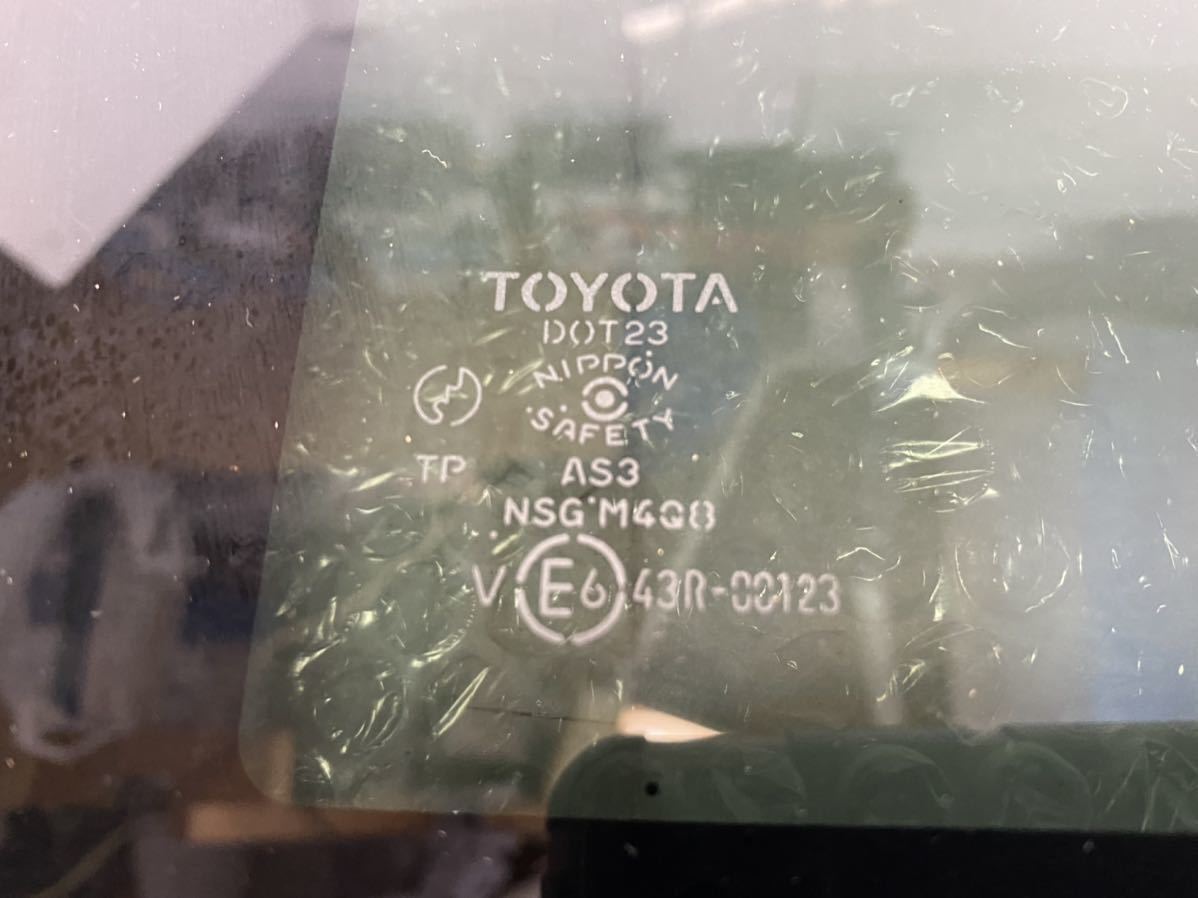 TOYOTA
DOT23
NIPPON
SAFETY
TP AS3
NSG M4Q8
V E6 43R-00123